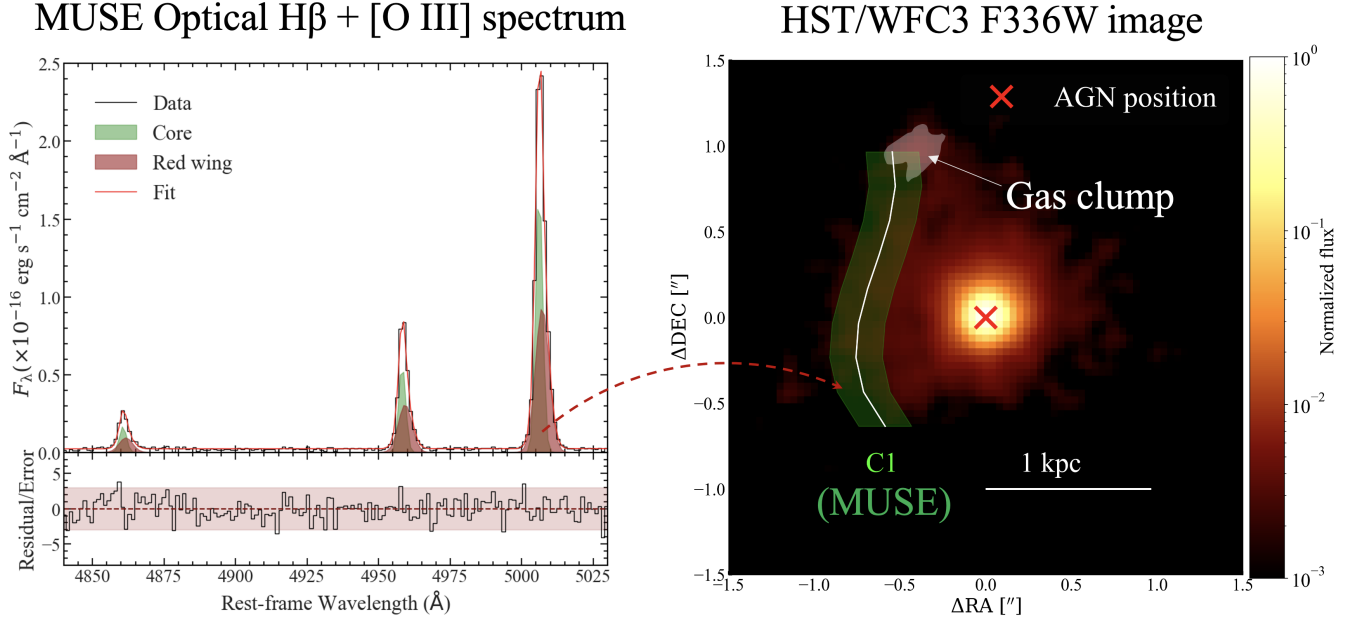 MUSE Optical Hβ + [O III] spectrum
2.5
2.0
1.5
1.0
0.5
0.0
Fλ(×10−16 erg s−1 cm−2 Å−1)
Data
Core
Red wing
Fit
5
0
−5
Residual/Error
4850 4875 4900 4925 4950 4975 5000 5025
Rest-frame Wavelength (Å)
HST/WFC3 F336W image
1.5
1.0
0.5
0.0
−0.5
−1.0
−1.5
ΔDEC ["]
AGN position
Gas clump
C1
(MUSE)
1 kpc
−1.5 −1.0 −0.5 0.0 0.5 1.0 1.5
ΔRA ["]
10^0
10^−1
10^−2
10^−3
Normalized flux